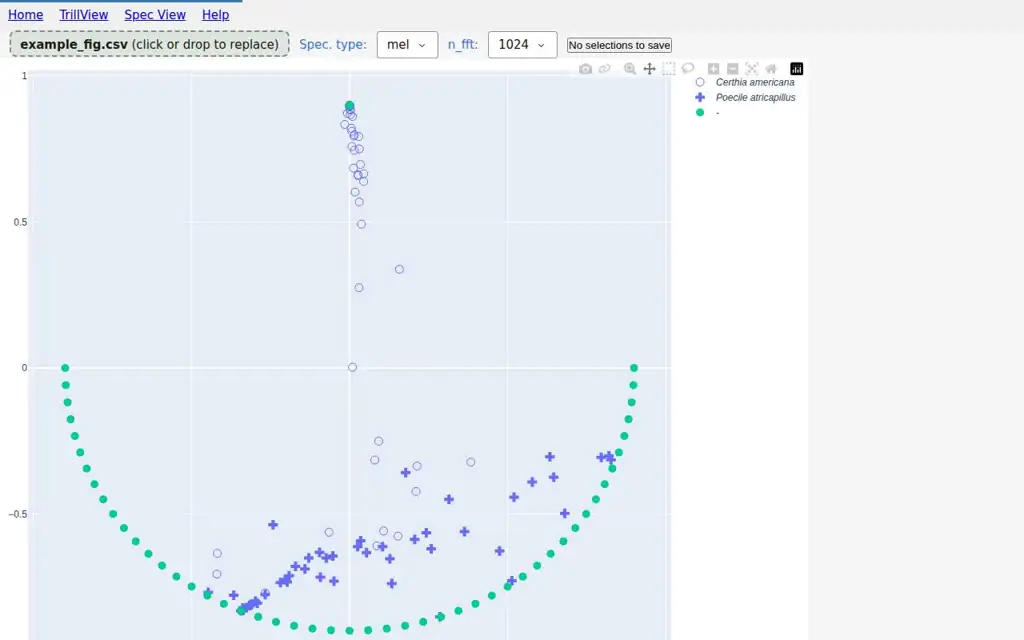 Home TrillView Spec View Help
example_fig.csv (click or drop to replace) Spec. type: mel n_fft: 1024 No selections to save
1
Certhia americana
Poecile atricapillus
-
0.5
0
−0.5